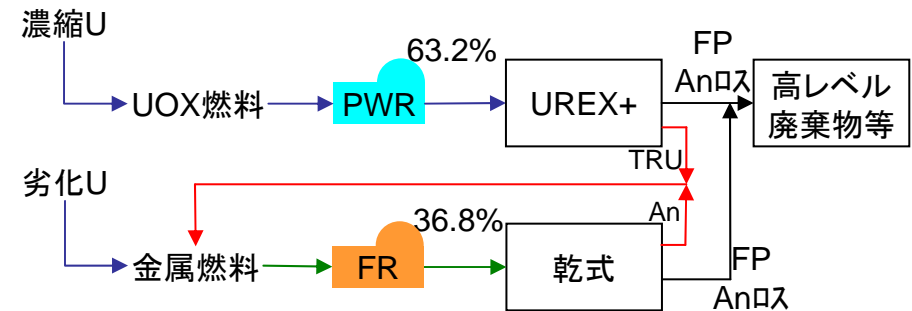 濃縮U
63.2%
FP
Anロス
UOX燃料
PWR
UREX+
高レベル
廃棄物等
TRU
劣化U
An
36.8%
金属燃料
FR
乾式
FP
Anロス